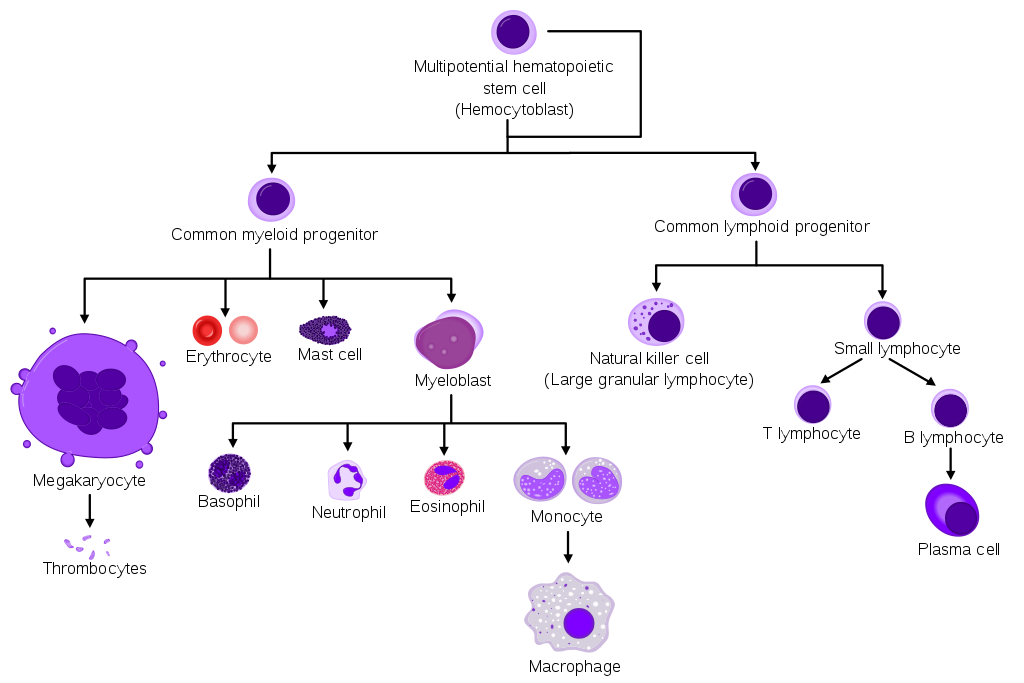 Multipotential hematopoietic
stem cell
(Hemocytoblast)
Common myeloid progenitor
Common lymphoid progenitor
Erythrocyte
Mast cell
Myeloblast
Natural killer cell
(Large granular lymphocyte)
Small lymphocyte
T lymphocyte
B lymphocyte
Megakaryocyte
Basophil
Neutrophil
Eosinophil
Monocyte
Plasma cell
Thrombocytes
Macrophage